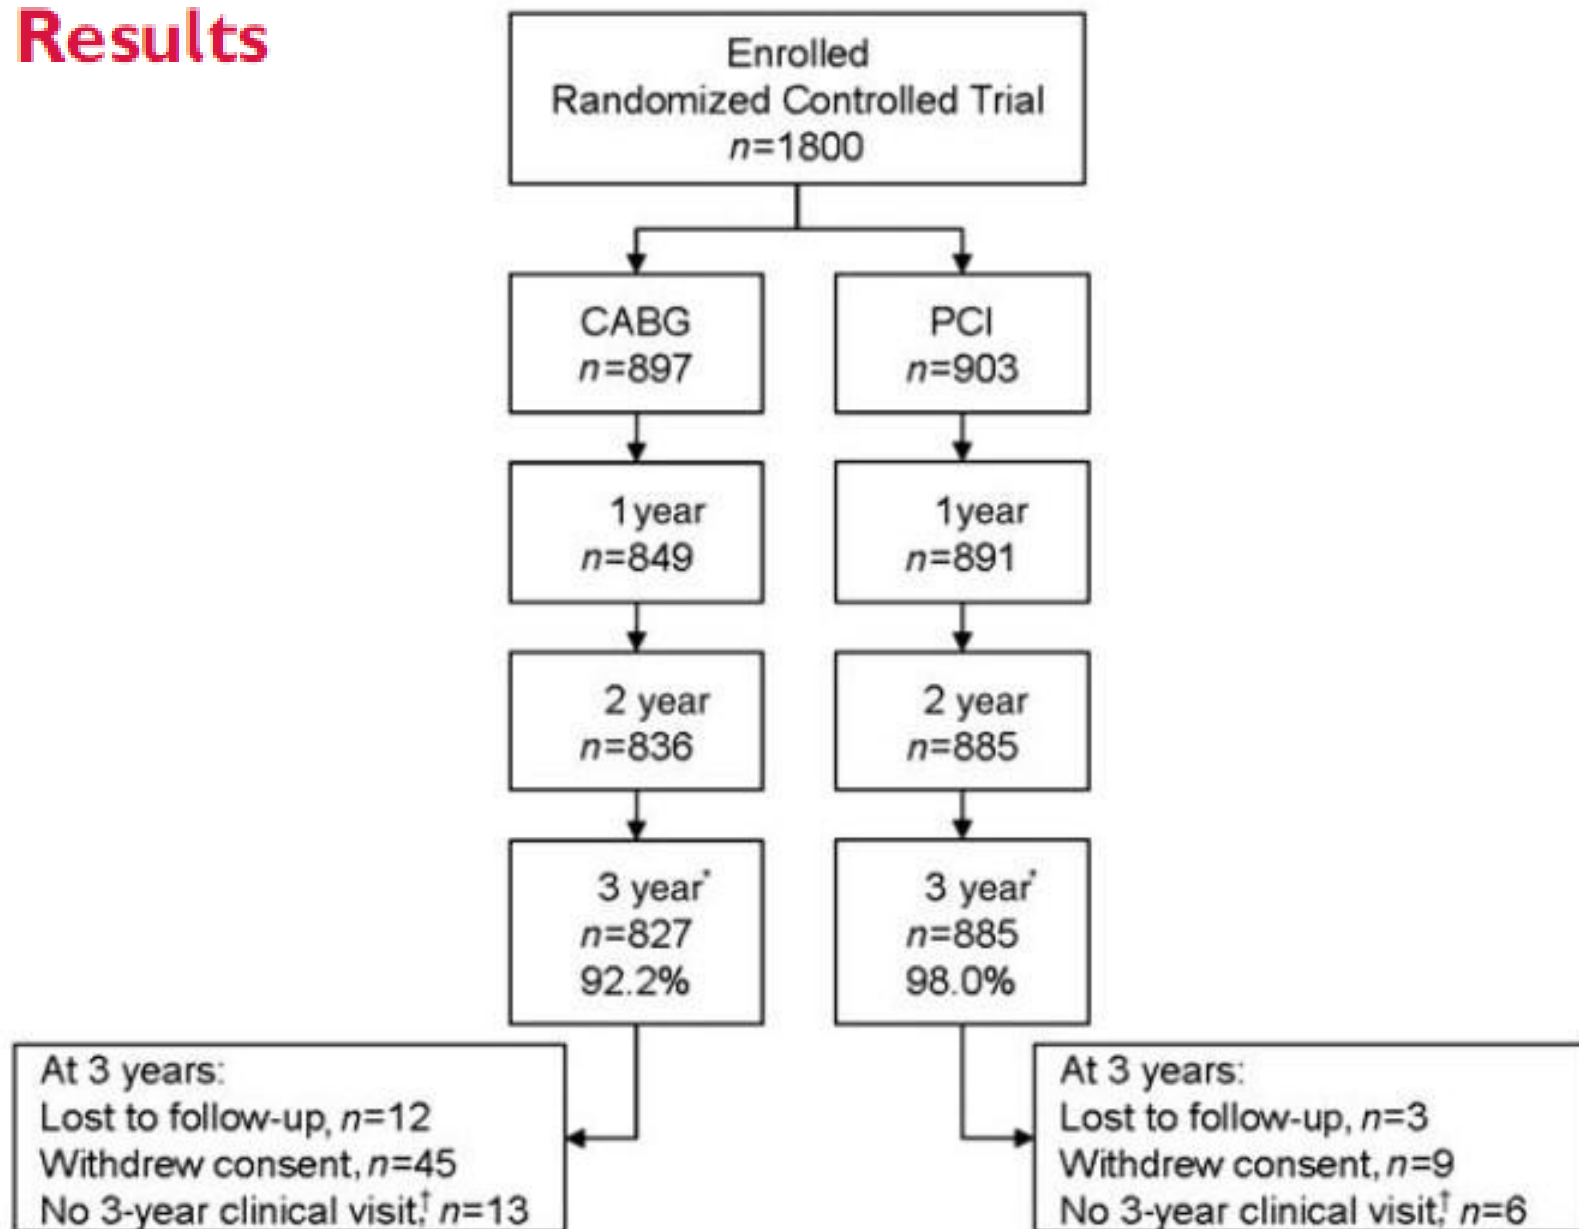 Results
Enrolled
Randomized Controlled Trial
n=1800
CABG
n=897
PCI
n=903
1 year
n=849
1year
n=891
2 year
n=836
2 year
n=885
3 year*
n=827
92.2%
3 year*
n=885
98.0%
At 3 years:
Lost to follow-up, n=12
Withdrew consent, n=45
No 3-year clinical visit,† n=13
At 3 years:
Lost to follow-up, n=3
Withdrew consent, n=9
No 3-year clinical visit,† n=6